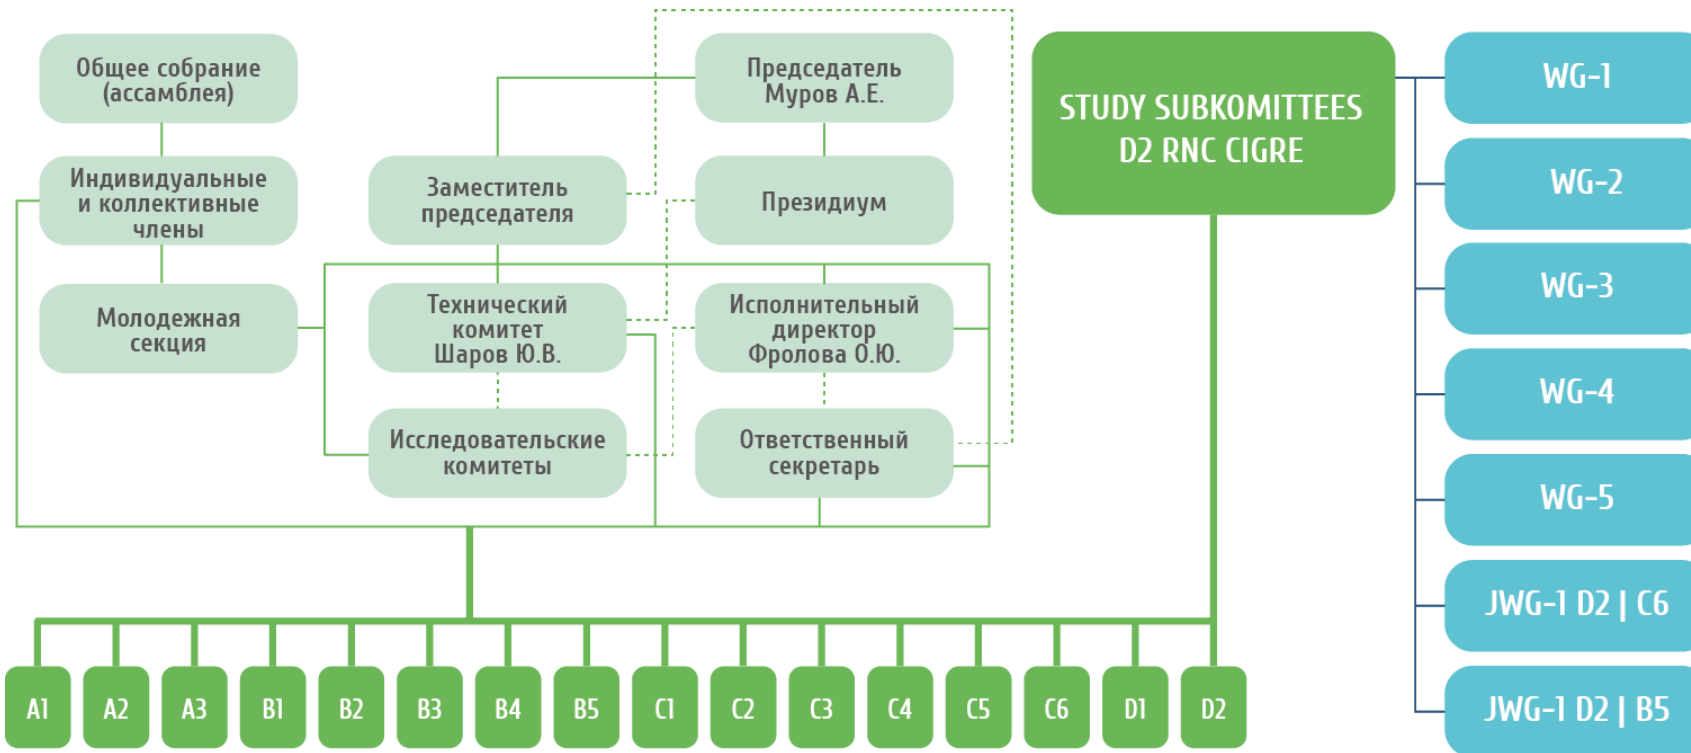 Общее собрание
(ассамблея)
Индивидуальные
и коллективные
члены
Молодежная
секция
Заместитель
председателя
Технический
комитет
Шаров Ю.В.
Исследовательские
комитеты
Председатель
Муров А.Е.
Президиум
Исполнительный
директор
Фролова О.Ю.
Ответственный
секретарь
STUDY SUBKOMITTEES
D2 RNC CIGRE
WG-1
WG-2
WG-3
WG-4
WG-5
JWG-1 D2 | C6
JWG-1 D2 | B5
A1
A2
A3
B1
B2
B3
B4
B5
C1
C2
C3
C4
C5
C6
D1
D2